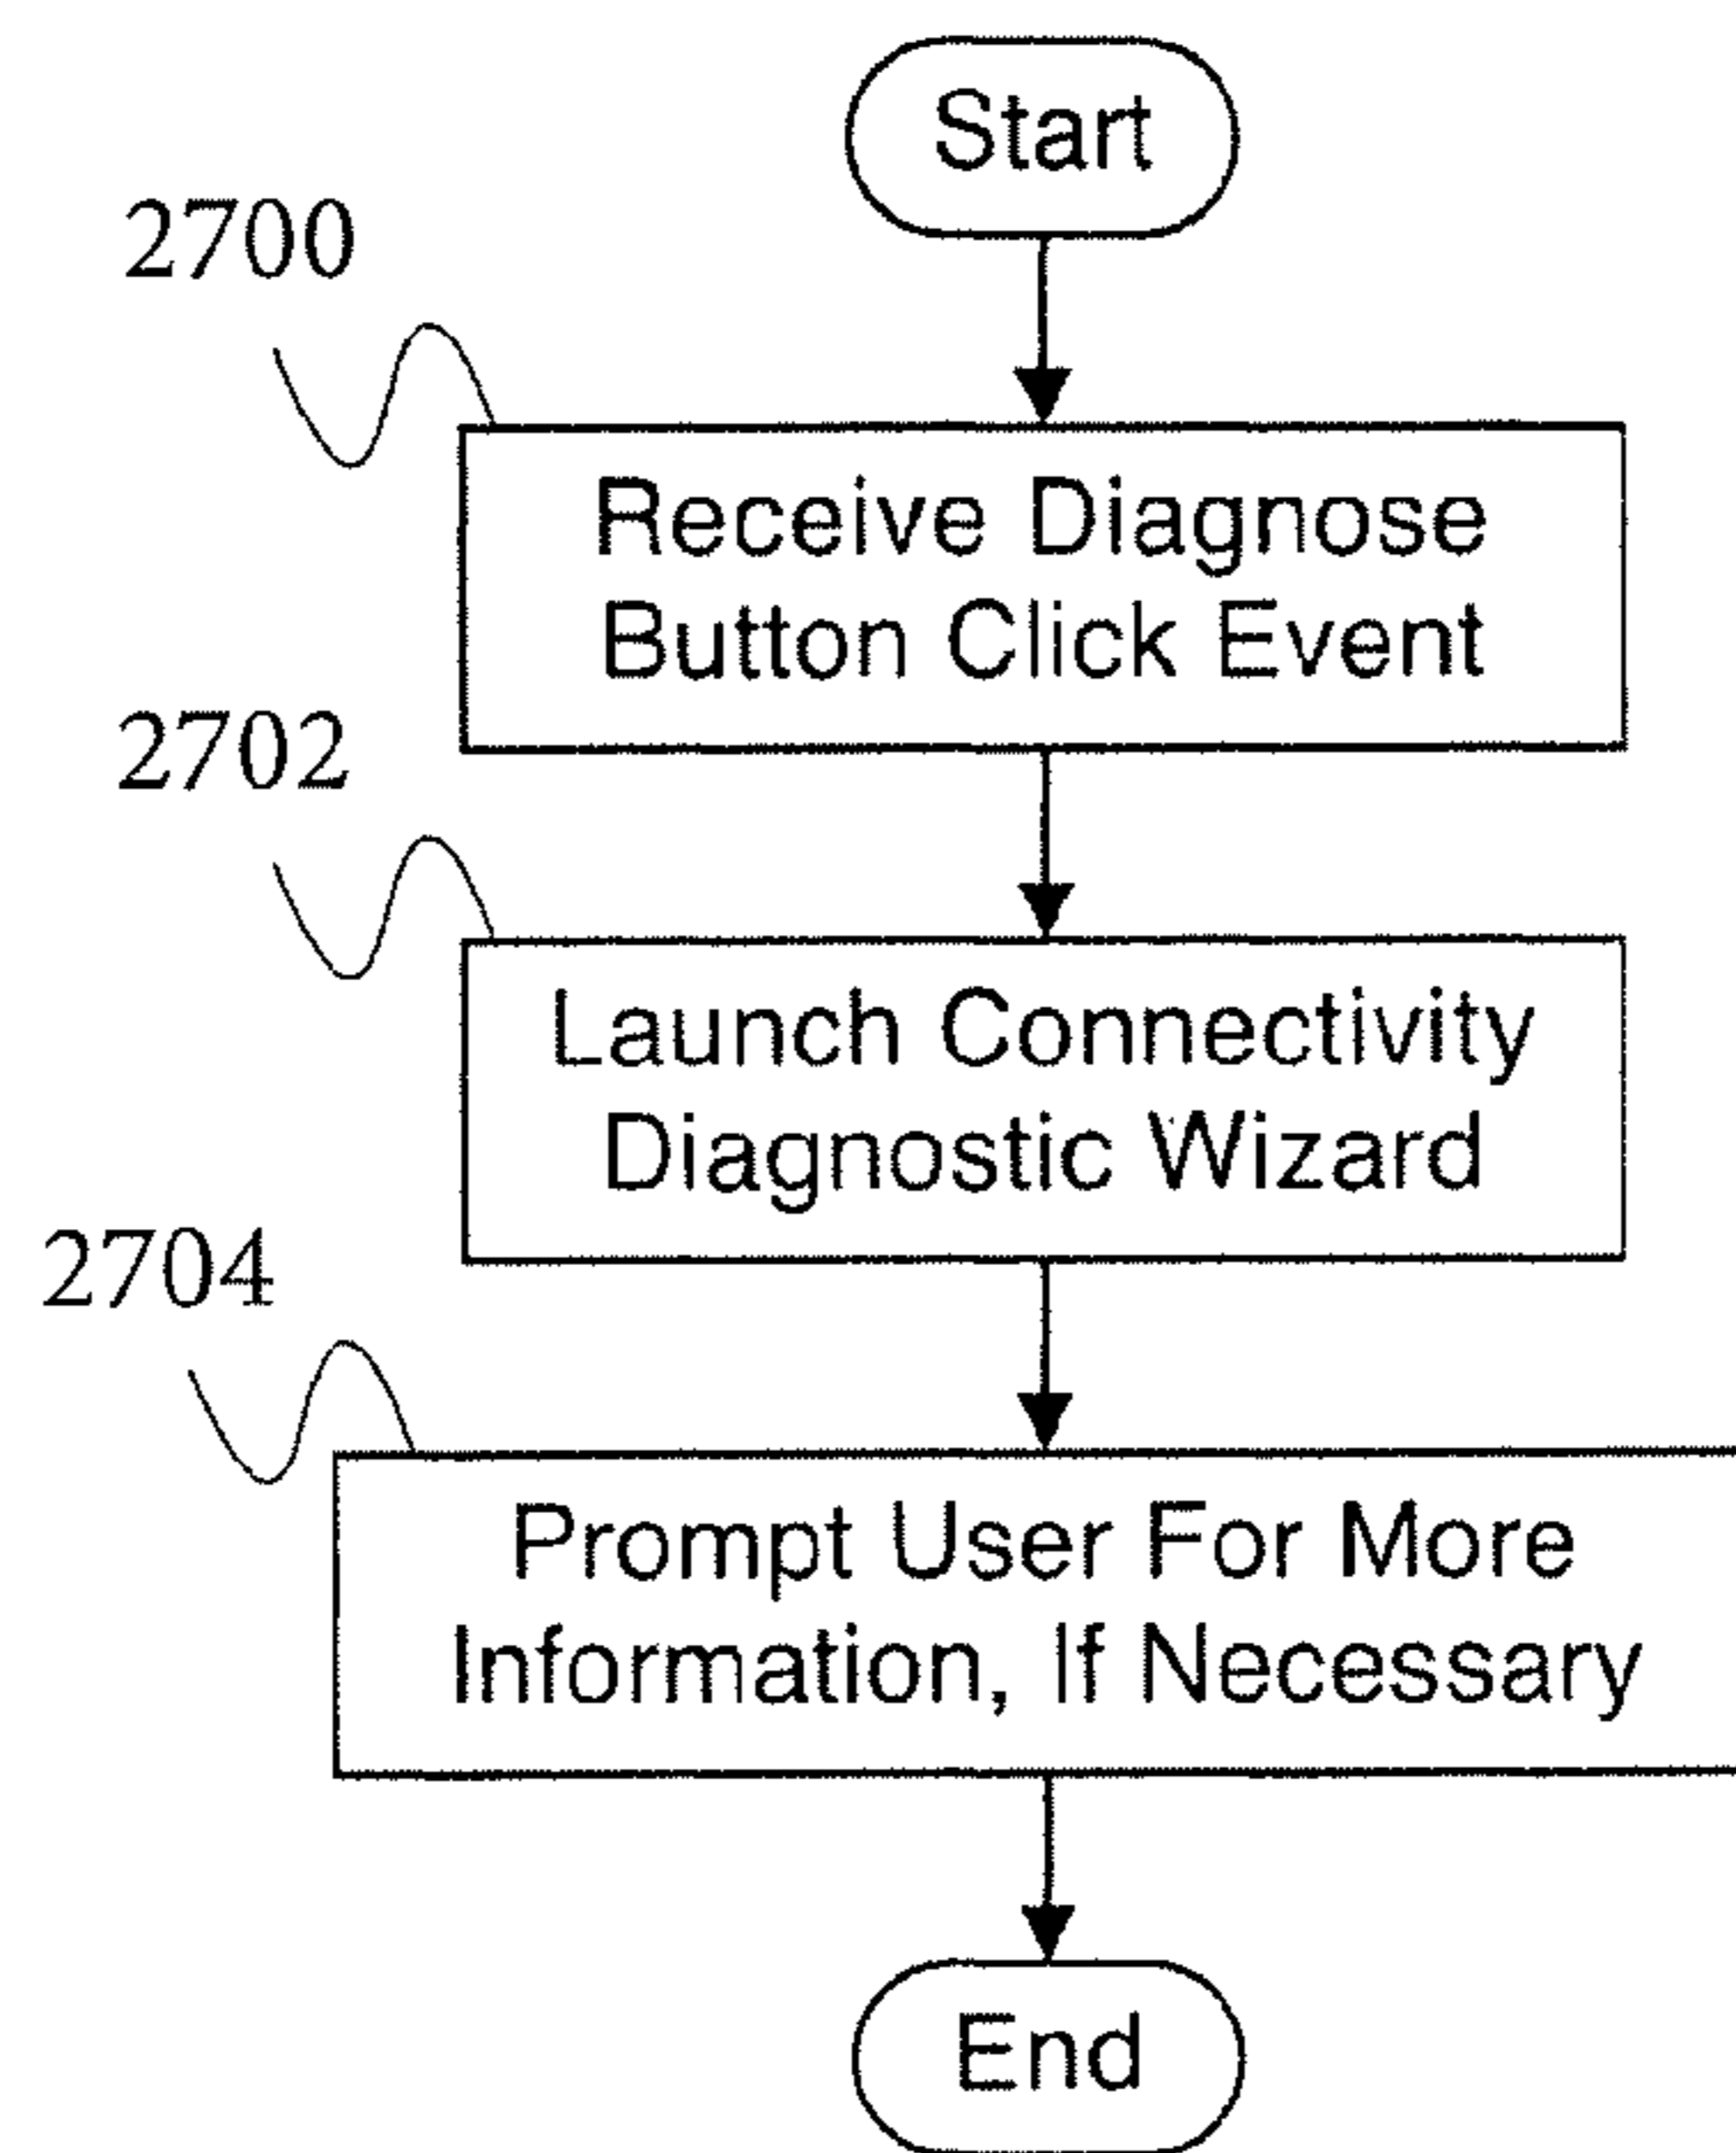 Start
2700
Receive Diagnose
Button Click Event
2702
Launch Connectivity
Diagnostic Wizard
2704
Prompt User For More
Information, If Necessary
End